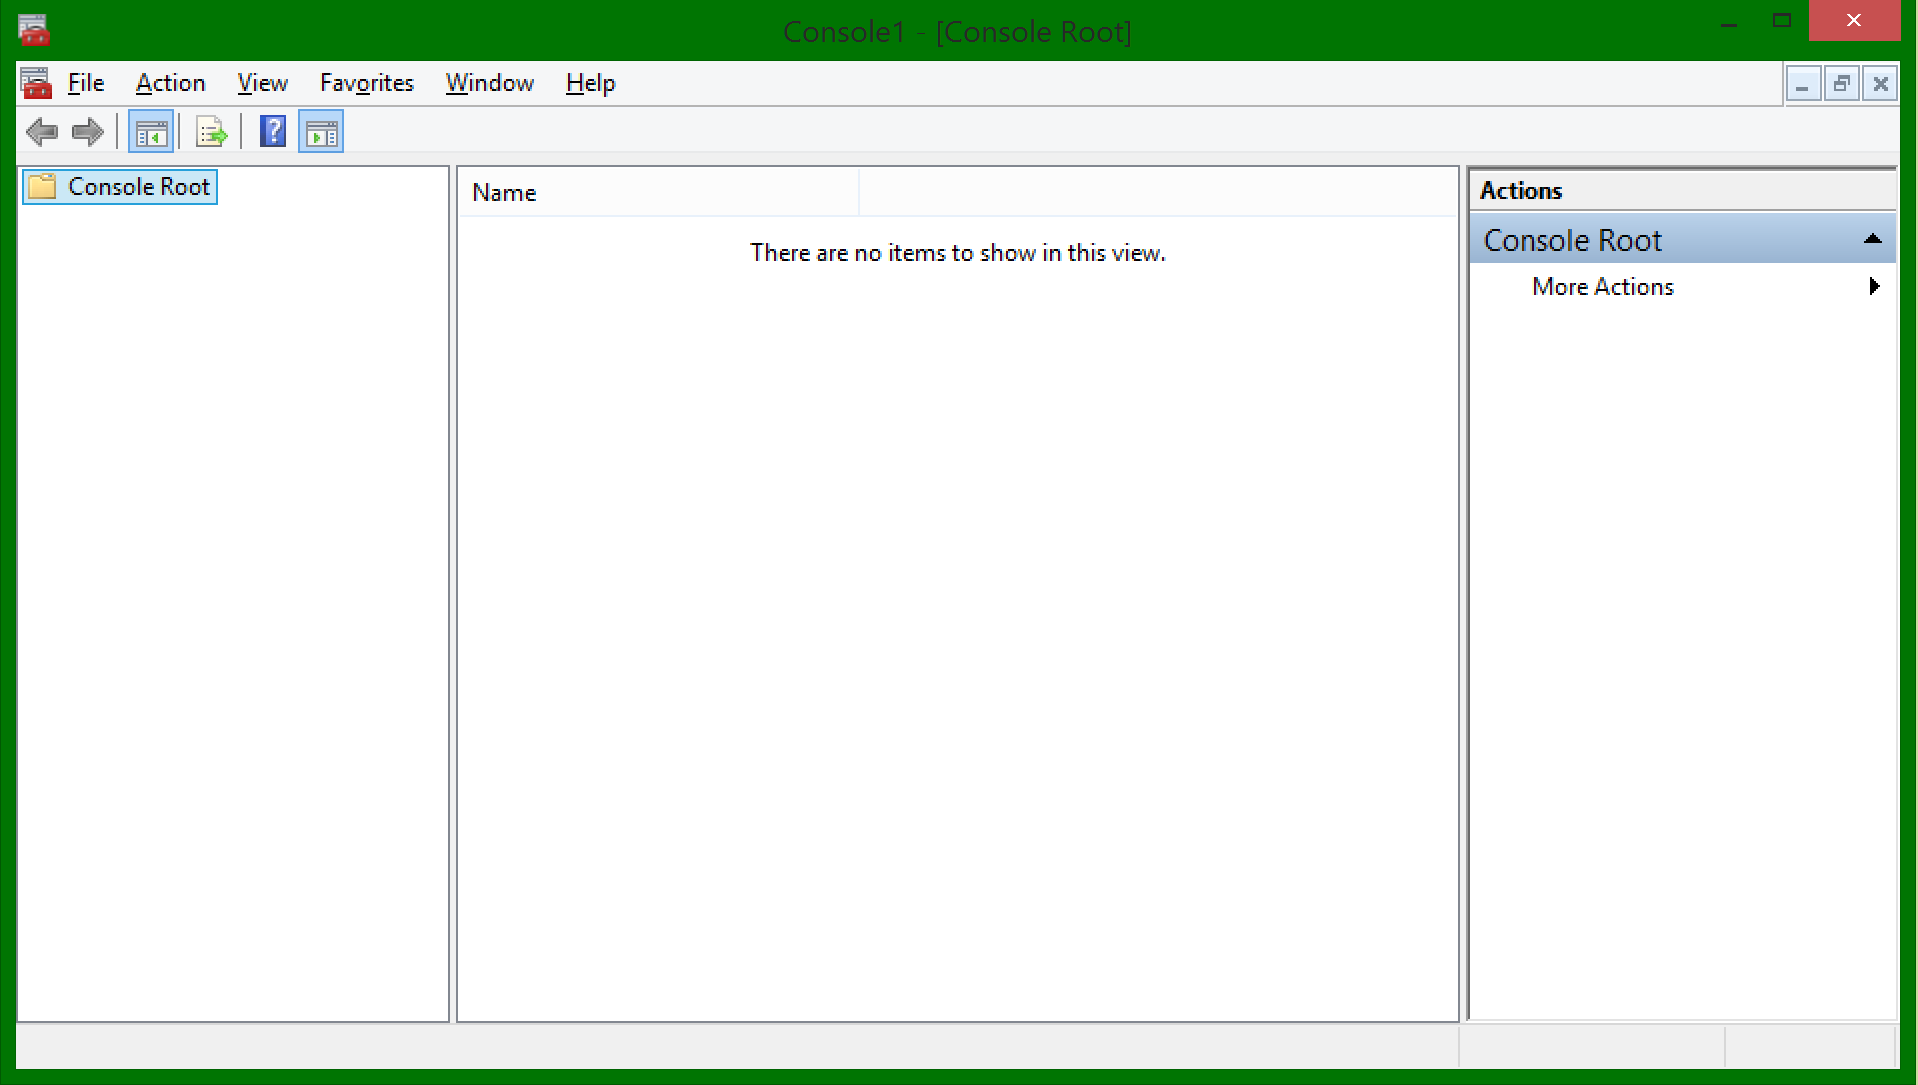 Console1 - [Console Root]
File Action View Favorites Window Help
Console Root
Name
There are no items to show in this view.
Actions
Console Root
More Actions